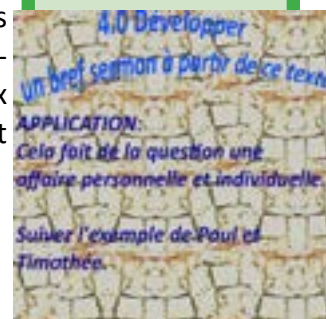 s
-
x
t
4.0 Développer
un bref sermon à partir de ce texte
APPLICATION:
Cela fait de la question une
affaire personnelle et individuelle.
Suivez l'exemple de Paul et
Timothée.